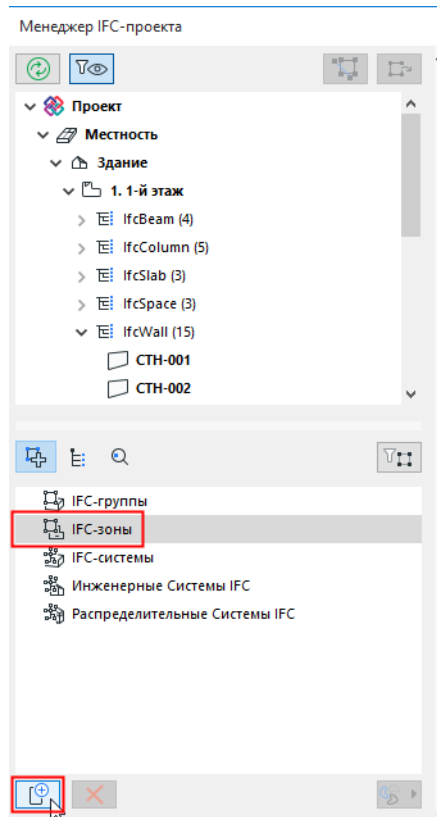 Менеджер IFC-проекта
Проект
Местность
Здание
1. 1-й этаж
IfcBeam (4)
IfcColumn (5)
IfcSlab (3)
IfcSpace (3)
IfcWall (15)
СТН-001
СТН-002
IFC-группы
IFC-зоны
IFC-системы
Инженерные Системы IFC
Распределительные Системы IFC